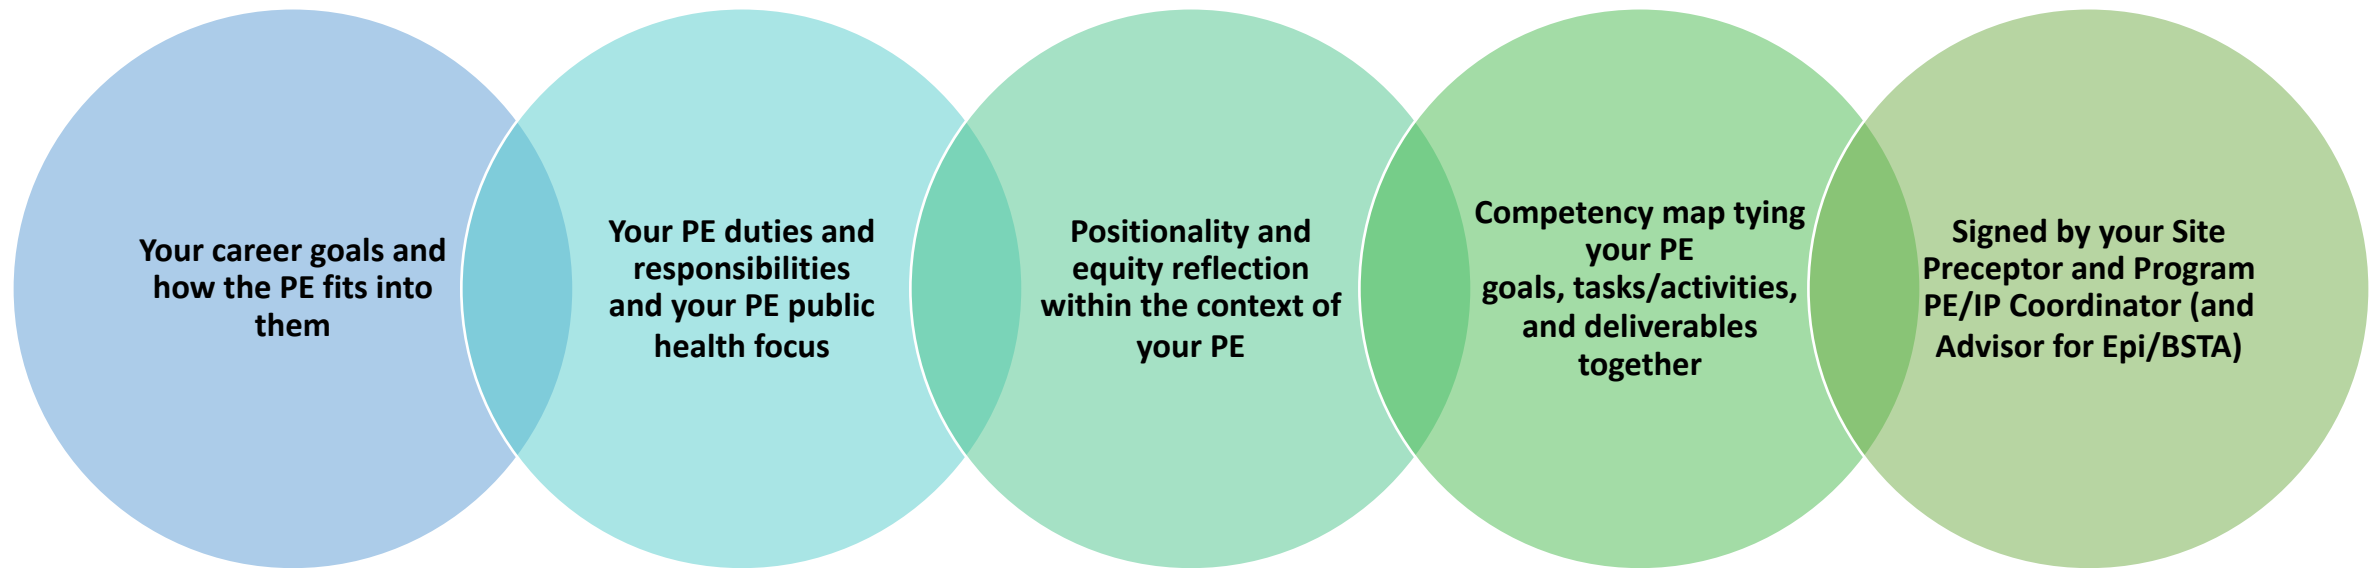 Your career goals and
how the PE fits into
them
Your PE duties and
responsibilities
and your PE public
health focus
Positionality and
equity reflection
within the context of
your PE
Competency map tying
your PE
goals, tasks/activities,
and deliverables
together
Signed by your Site
Preceptor and Program
PE/IP Coordinator (and
Advisor for Epi/BSTA)